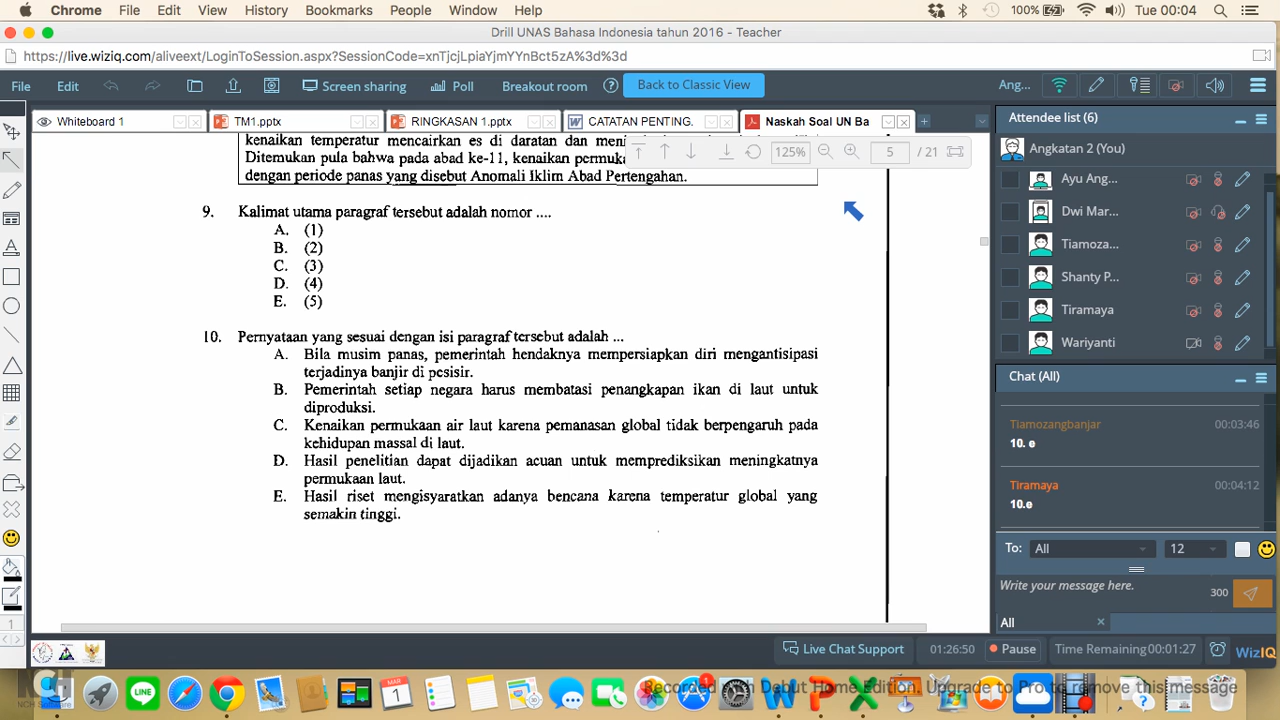 Chrome File Edit View History Bookmarks People Window Help 100% Tue 00:04
Drill UNAS Bahasa Indonesia tahun 2016 - Teacher
https://live.wiziq.com/aliveext/LoginToSession.aspx?SessionCode=xnTjcjLpiaYjmYYnBct5zA%3d%3d
File Edit Screen sharing Poll Breakout room Back to Classic View Ang...
Whiteboard 1 TM1.pptx RINGKASAN 1.pptx CATATAN PENTING. Naskah Soal UN Ba
125% 5 / 21
kenaikan temperatur mencairkan es di daratan dan
Ditemukan pula bahwa pada abad ke-11, kenaikan
dengan periode panas yang disebut Anomali Iklim Abad Pertengahan.
9. Kalimat utama paragraf tersebut adalah nomor ....
A. (1)
B. (2)
C. (3)
D. (4)
E. (5)
10. Pernyataan yang sesuai dengan isi paragraf tersebut adalah ...
A. Bila musim panas, pemerintah hendaknya mempersiapkan diri mengantisipasi
terjadinya banjir di pesisir.
B. Pemerintah setiap negara harus membatasi penangkapan ikan di laut untuk
diproduksi.
C. Kenaikan permukaan air laut karena pemanasan global tidak berpengaruh pada
kehidupan massal di laut.
D. Hasil penelitian dapat dijadikan acuan untuk memprediksikan meningkatnya
permukaan laut.
E. Hasil riset mengisyaratkan adanya bencana karena temperatur global yang
semakin tinggi.
1
Attendee list (6)
Angkatan 2 (You)
Ayu Ang...
Dwi Mar...
Tiamoza...
Shanty P...
Tiramaya
Wariyanti
Chat (All)
Tiamozangbanjar 00:03:46
10. e
Tiramaya 00:04:12
10.e
To: All 12
Write your message here. 300
All
Live Chat Support 01:26:50 Pause Time Remaining 00:01:27 WizIQ
NCH Software
LINE
MAR
1
Recorded with Debut Home Edition. Upgrade to Pro to remove this message